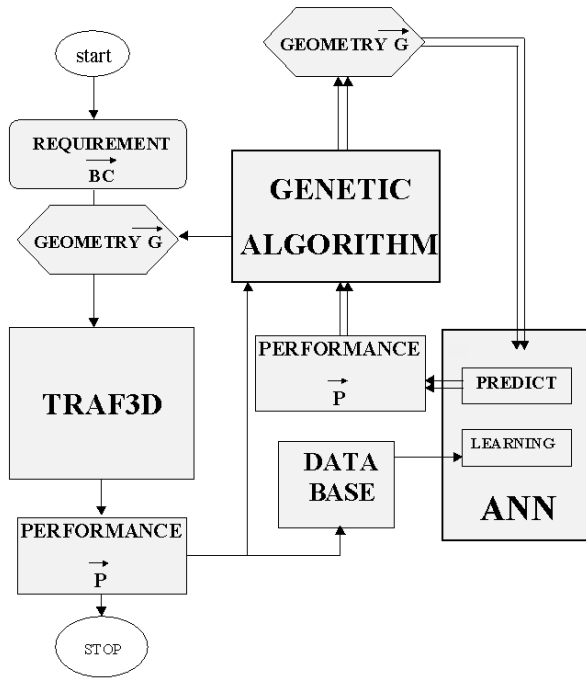 start
REQUIREMENT
BC
GEOMETRY G
TRAF3D
PERFORMANCE
P
STOP
GEOMETRY G
GENETIC
ALGORITHM
PERFORMANCE
P
DATA
BASE
PREDICT
LEARNING
ANN